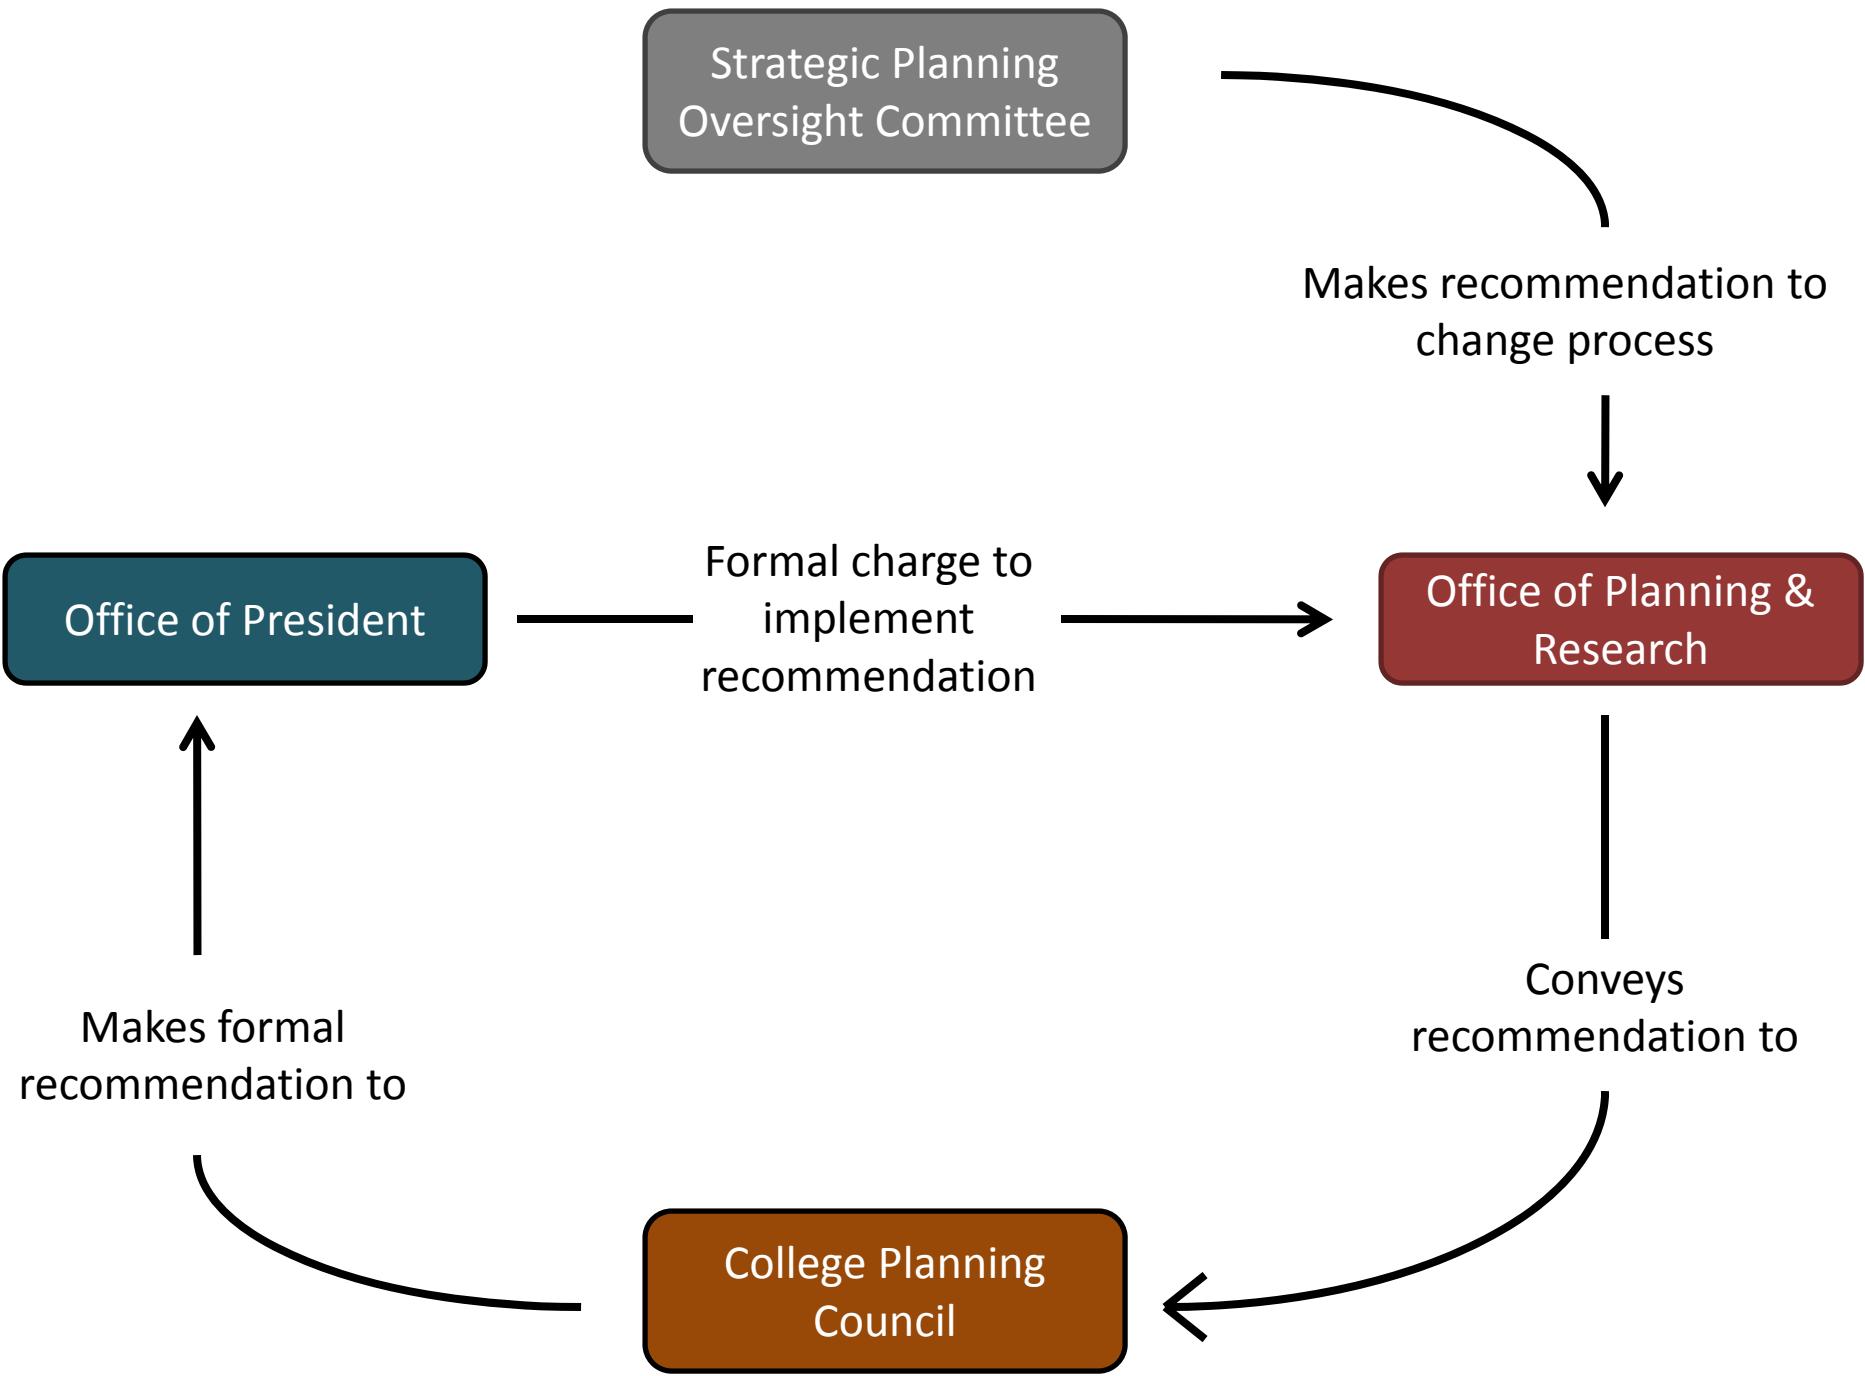 Strategic Planning
Oversight Committee
Makes recommendation to
change process
Office of President
Formal charge to
implement
recommendation
Office of Planning &
Research
Conveys
recommendation to
Makes formal
recommendation to
College Planning
Council